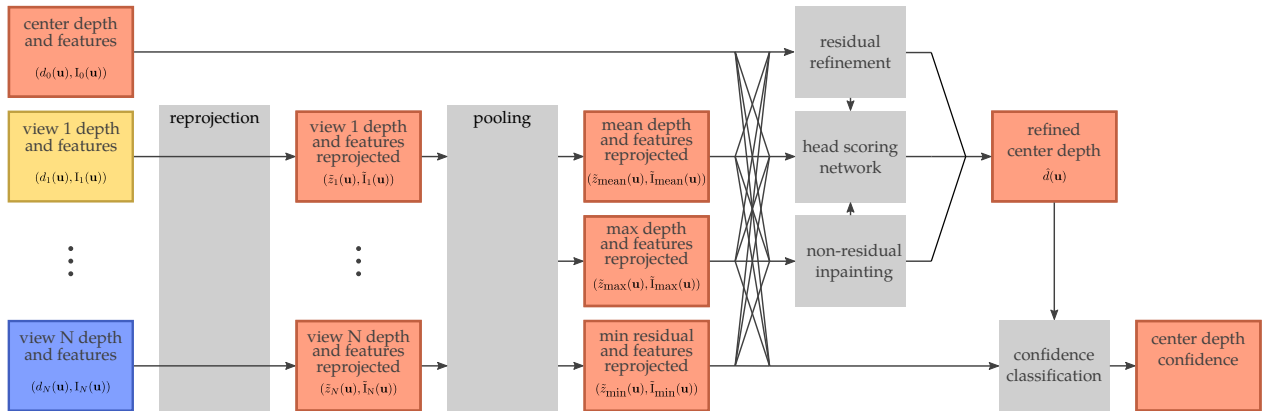 center depth
and features
(d₀(u), I₀(u))
view 1 depth
and features
(d₁(u), I₁(u))
view N depth
and features
(d_N(u), I_N(u))
reprojection
view 1 depth
and features
reprojected
(z̃₁(u), Ĩ₁(u))
view N depth
and features
reprojected
(z̃_N(u), Ĩ_N(u))
pooling
mean depth
and features
reprojected
(z̃_mean(u), Ĩ_mean(u))
max depth
and features
reprojected
(z̃_max(u), Ĩ_max(u))
min residual
and features
reprojected
(z̃_min(u), Ĩ_min(u))
residual
refinement
head scoring
network
non-residual
inpainting
refined
center depth
d̂(u)
confidence
classification
center depth
confidence